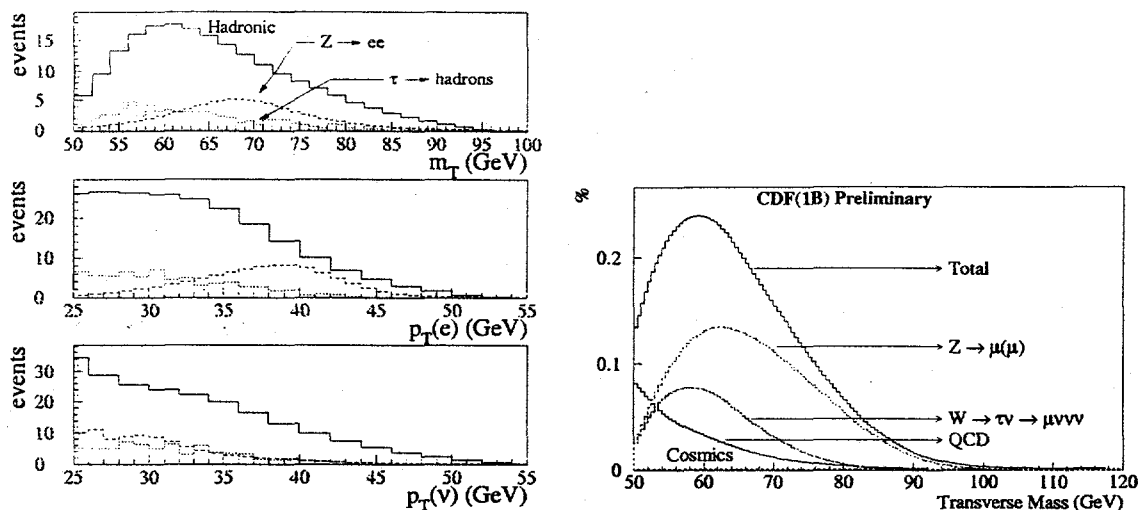 events
15
10
5
0
Hadronic
Z → ee
τ → hadrons
50 55 60 65 70 75 80 85 90 95 100
m_T (GeV)
events
20
10
0
25 30 35 40 45 50 55
p_T(e) (GeV)
events
30
20
10
0
25 30 35 40 45 50 55
p_T(ν) (GeV)
%
CDF(1B) Preliminary
0.2
0.1
0
Total
Z → μ(μ)
W → τν → μννν
QCD
Cosmics
50 60 70 80 90 100 110 120
Transverse Mass (GeV)